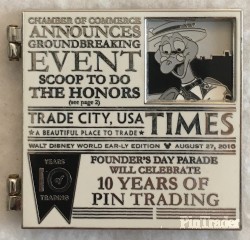 CHAMBER OF COMMERCE
ANNOUNCES
GROUNDBREAKING
EVENT
SCOOP TO DO
THE HONORS
(see page 2)
TRADE CITY, USA
A BEAUTIFUL PLACE TO TRADE
TIMES
WALT DISNEY WORLD EAR-LY EDITION AUGUST 27, 2010
YEARS
10
OF
TRADING
FOUNDER'S DAY PARADE
WILL CELEBRATE
10 YEARS OF
PIN TRADING
PinTrade